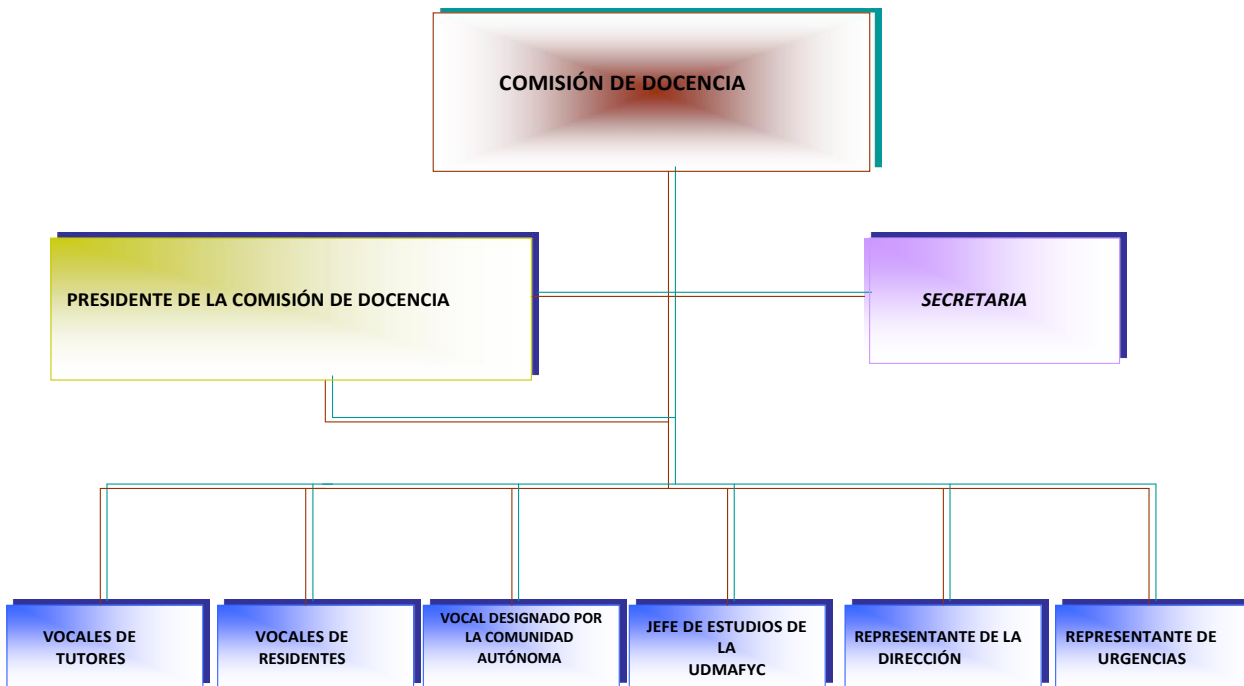 COMISIÓN DE DOCENCIA
PRESIDENTE DE LA COMISIÓN DE DOCENCIA
SECRETARIA
VOCALES DE
TUTORES
VOCALES DE
RESIDENTES
VOCAL DESIGNADO POR
LA COMUNIDAD
AUTÓNOMA
JEFE DE ESTUDIOS DE
LA
UDMAFYC
REPRESENTANTE DE LA
DIRECCIÓN
REPRESENTANTE DE
URGENCIAS